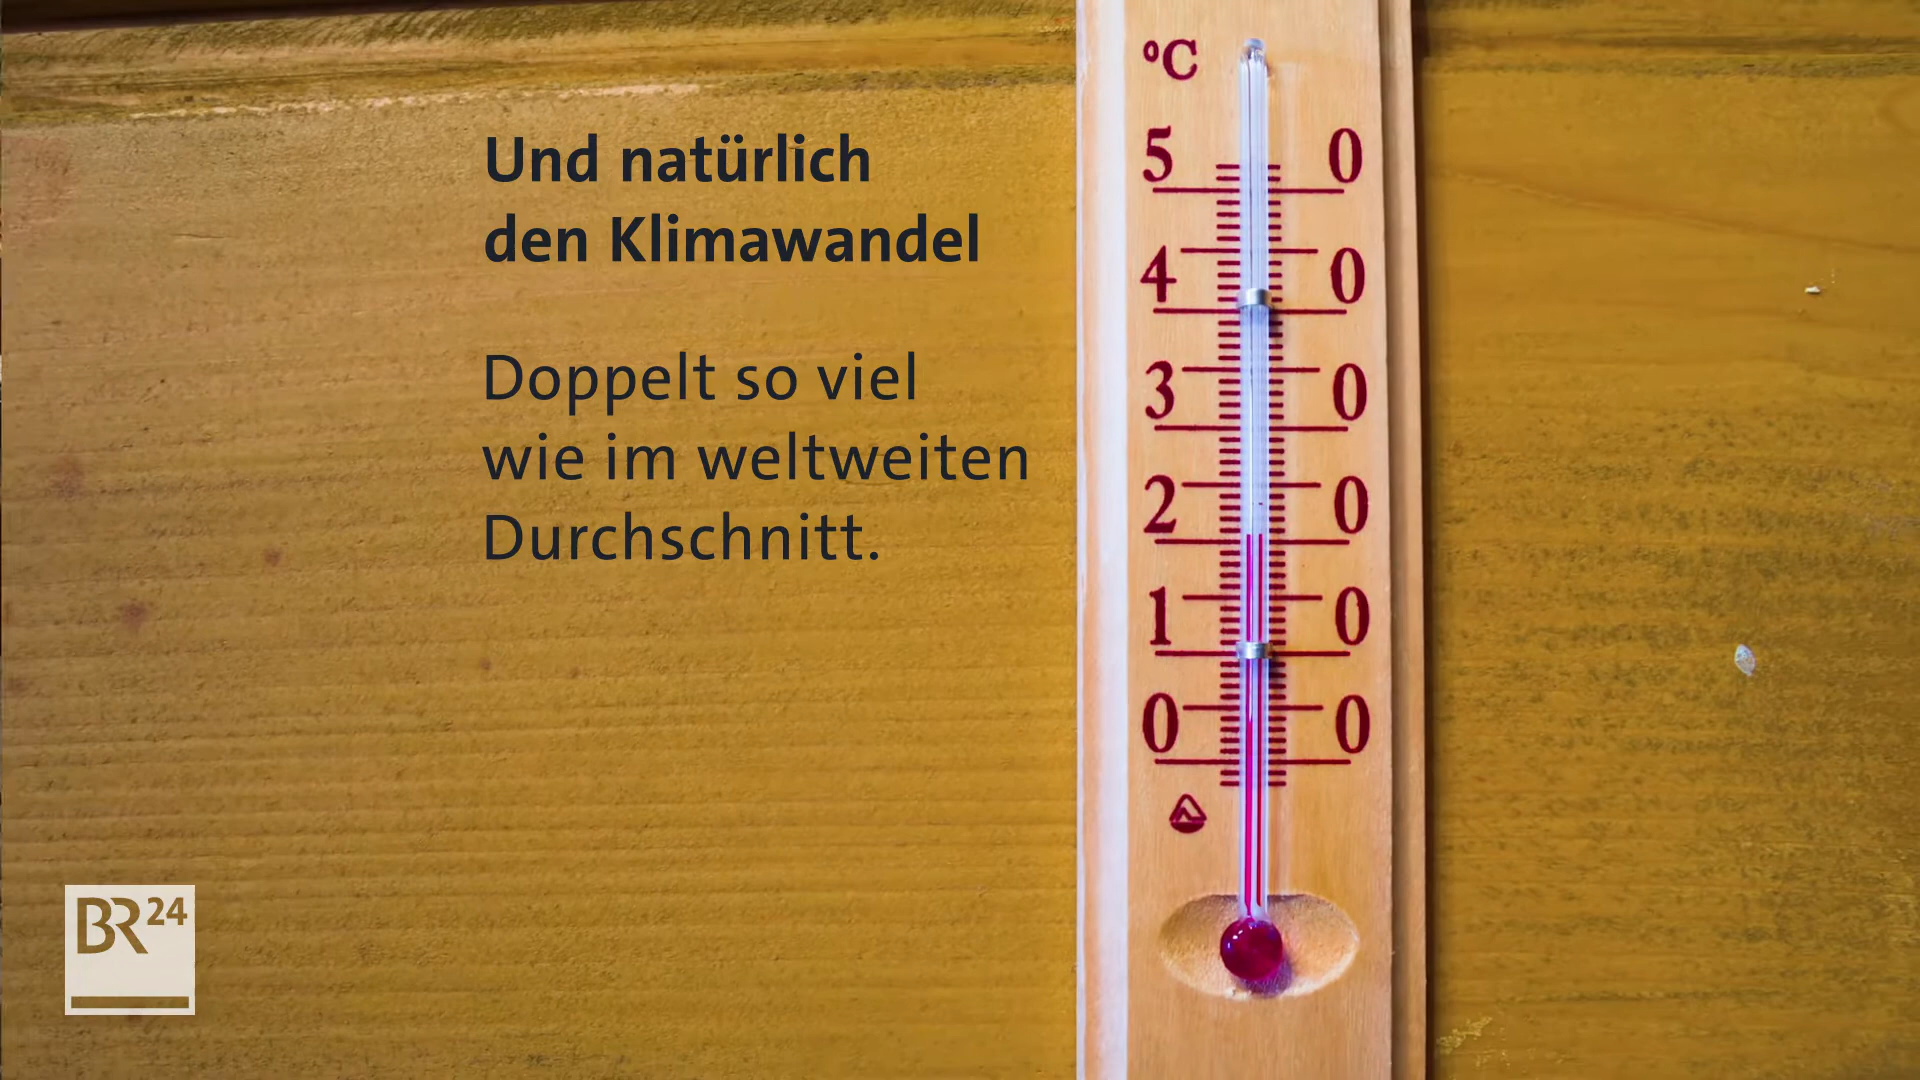 Und natürlich
den Klimawandel
Doppelt so viel
wie im weltweiten
Durchschnitt.
°C
5 0
4 0
3 0
2 0
1 0
0 0
BR24